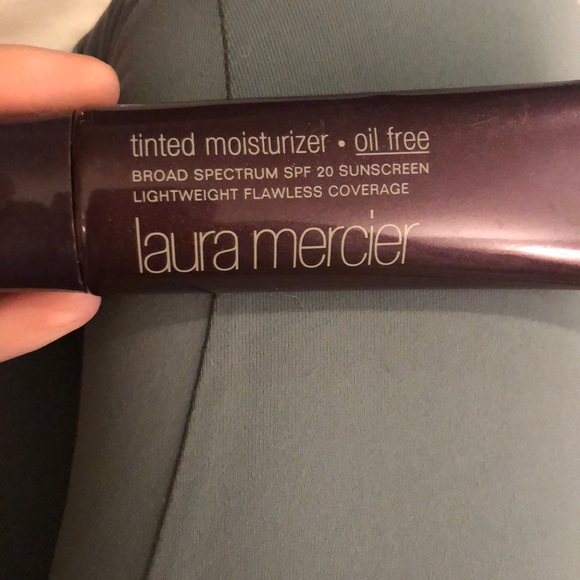 tinted moisturizer • oil free
BROAD SPECTRUM SPF 20 SUNSCREEN
LIGHTWEIGHT FLAWLESS COVERAGE
laura mercier